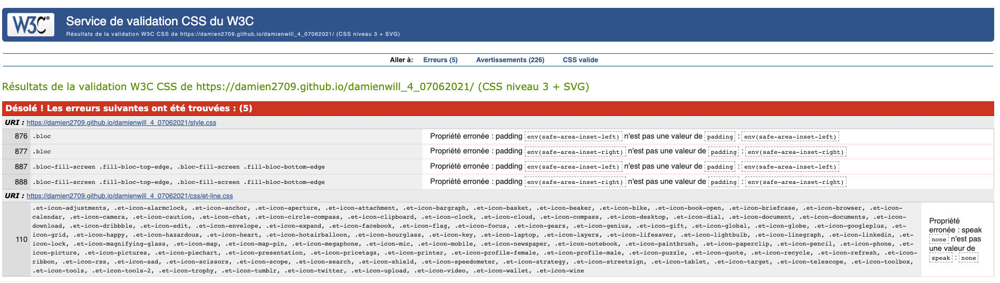 W3C®
Service de validation CSS du W3C
Résultats de la validation W3C CSS de https://damien2709.github.io/damienwill_4_07062021/ (CSS niveau 3 + SVG)
Aller à: Erreurs (5) Avertissements (226) CSS valide
Résultats de la validation W3C CSS de https://damien2709.github.io/damienwill_4_07062021/ (CSS niveau 3 + SVG)
Désolé ! Les erreurs suivantes ont été trouvées : (5)
URI : https://damien2709.github.io/damienwill_4_07062021/style.css
876 .bloc Propriété erronée : padding env(safe-area-inset-left) n'est pas une valeur de padding : env(safe-area-inset-left)
877 .bloc Propriété erronée : padding env(safe-area-inset-right) n'est pas une valeur de padding : env(safe-area-inset-right)
887 .bloc-fill-screen .fill-bloc-top-edge, .bloc-fill-screen .fill-bloc-bottom-edge Propriété erronée : padding env(safe-area-inset-left) n'est pas une valeur de padding : env(safe-area-inset-left)
888 .bloc-fill-screen .fill-bloc-top-edge, .bloc-fill-screen .fill-bloc-bottom-edge Propriété erronée : padding env(safe-area-inset-right) n'est pas une valeur de padding : env(safe-area-inset-right)
URI : https://damien2709.github.io/damienwill_4_07062021/css/et-line.css
110
.et-icon-adjustments, .et-icon-alarmclock, .et-icon-anchor, .et-icon-aperture, .et-icon-attachment, .et-icon-bargraph, .et-icon-basket, .et-icon-beaker, .et-icon-bike, .et-icon-book-open, .et-icon-briefcase, .et-icon-browser, .et-icon-
calendar, .et-icon-camera, .et-icon-caution, .et-icon-chat, .et-icon-circle-compass, .et-icon-clipboard, .et-icon-clock, .et-icon-cloud, .et-icon-compass, .et-icon-desktop, .et-icon-dial, .et-icon-document, .et-icon-documents, .et-icon-
download, .et-icon-dribbble, .et-icon-edit, .et-icon-envelope, .et-icon-expand, .et-icon-facebook, .et-icon-flag, .et-icon-focus, .et-icon-gears, .et-icon-genius, .et-icon-gift, .et-icon-global, .et-icon-globe, .et-icon-googleplus, .et-
icon-grid, .et-icon-happy, .et-icon-hazardous, .et-icon-heart, .et-icon-hotairballoon, .et-icon-hourglass, .et-icon-key, .et-icon-laptop, .et-icon-layers, .et-icon-lifesaver, .et-icon-lightbulb, .et-icon-linegraph, .et-icon-linkedin, .et-
icon-lock, .et-icon-magnifying-glass, .et-icon-map, .et-icon-map-pin, .et-icon-megaphone, .et-icon-mic, .et-icon-mobile, .et-icon-newspaper, .et-icon-notebook, .et-icon-paintbrush, .et-icon-paperclip, .et-icon-pencil, .et-icon-phone, .et-
icon-picture, .et-icon-pictures, .et-icon-piechart, .et-icon-presentation, .et-icon-pricetags, .et-icon-printer, .et-icon-profile-female, .et-icon-profile-male, .et-icon-puzzle, .et-icon-quote, .et-icon-recycle, .et-icon-refresh, .et-icon-
ribbon, .et-icon-rss, .et-icon-sad, .et-icon-scissors, .et-icon-scope, .et-icon-search, .et-icon-shield, .et-icon-speedometer, .et-icon-strategy, .et-icon-streetsign, .et-icon-tablet, .et-icon-target, .et-icon-telescope, .et-icon-toolbox,
.et-icon-tools, .et-icon-tools-2, .et-icon-trophy, .et-icon-tumblr, .et-icon-twitter, .et-icon-upload, .et-icon-video, .et-icon-wallet, .et-icon-wine
Propriété
erronée : speak
none n'est pas
une valeur de
speak : none